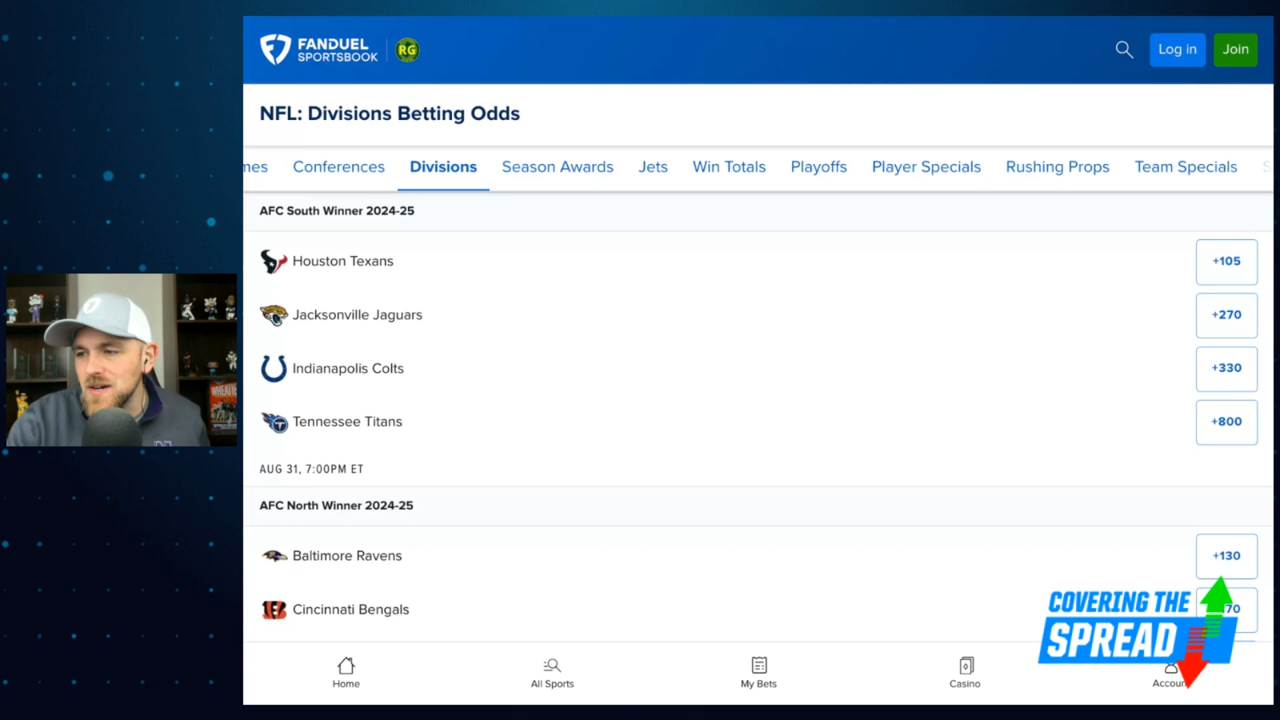 FANDUEL
SPORTSBOOK
RG
Log in
Join
NFL: Divisions Betting Odds
Conferences
Divisions
Season Awards
Jets
Win Totals
Playoffs
Player Specials
Rushing Props
Team Specials
AFC South Winner 2024-25
Houston Texans
+105
Jacksonville Jaguars
+270
Indianapolis Colts
+330
Tennessee Titans
+800
AUG 31, 7:00PM ET
AFC North Winner 2024-25
Baltimore Ravens
+130
Cincinnati Bengals
COVERING THE
SPREAD
Home
All Sports
My Bets
Casino
WHEATIES